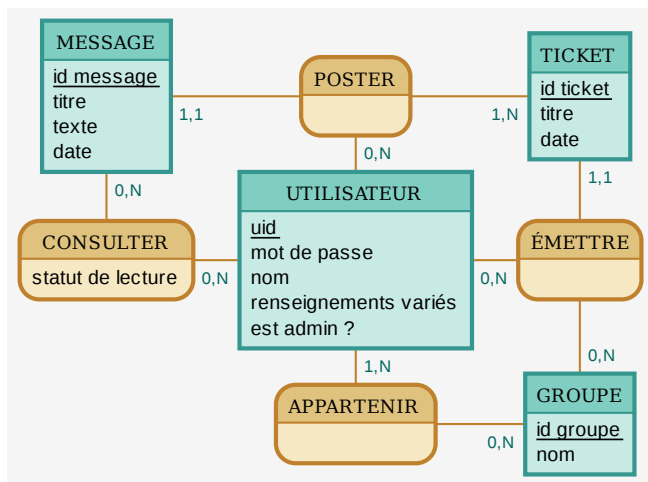 MESSAGE
id message
titre
texte
date
POSTER
TICKET
id ticket
titre
date
1,1
1,N
0,N
1,1
0,N
UTILISATEUR
uid
mot de passe
nom
renseignements variés
est admin ?
CONSULTER
statut de lecture
ÉMETTRE
0,N
0,N
0,N
1,N
APPARTENIR
GROUPE
id groupe
nom
0,N